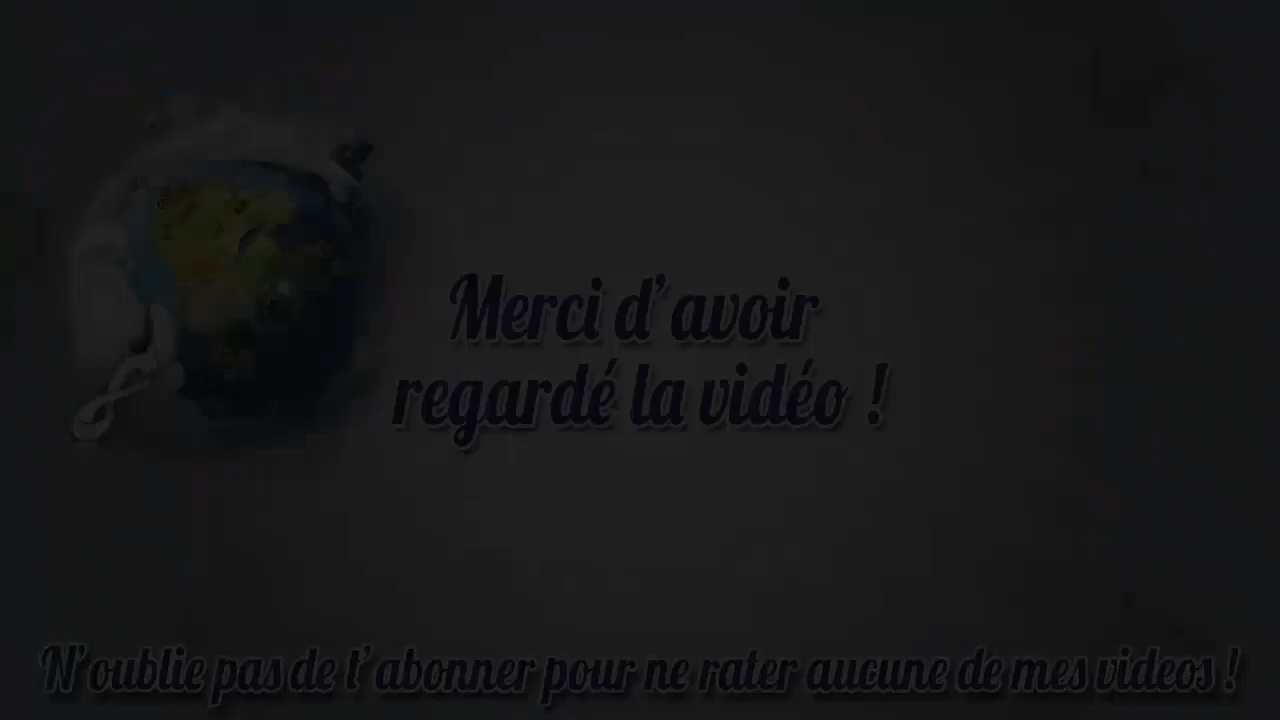 Merci d'avoir
regardé la vidéo !
N'oublie pas de t'abonner pour ne rater aucune de mes videos !